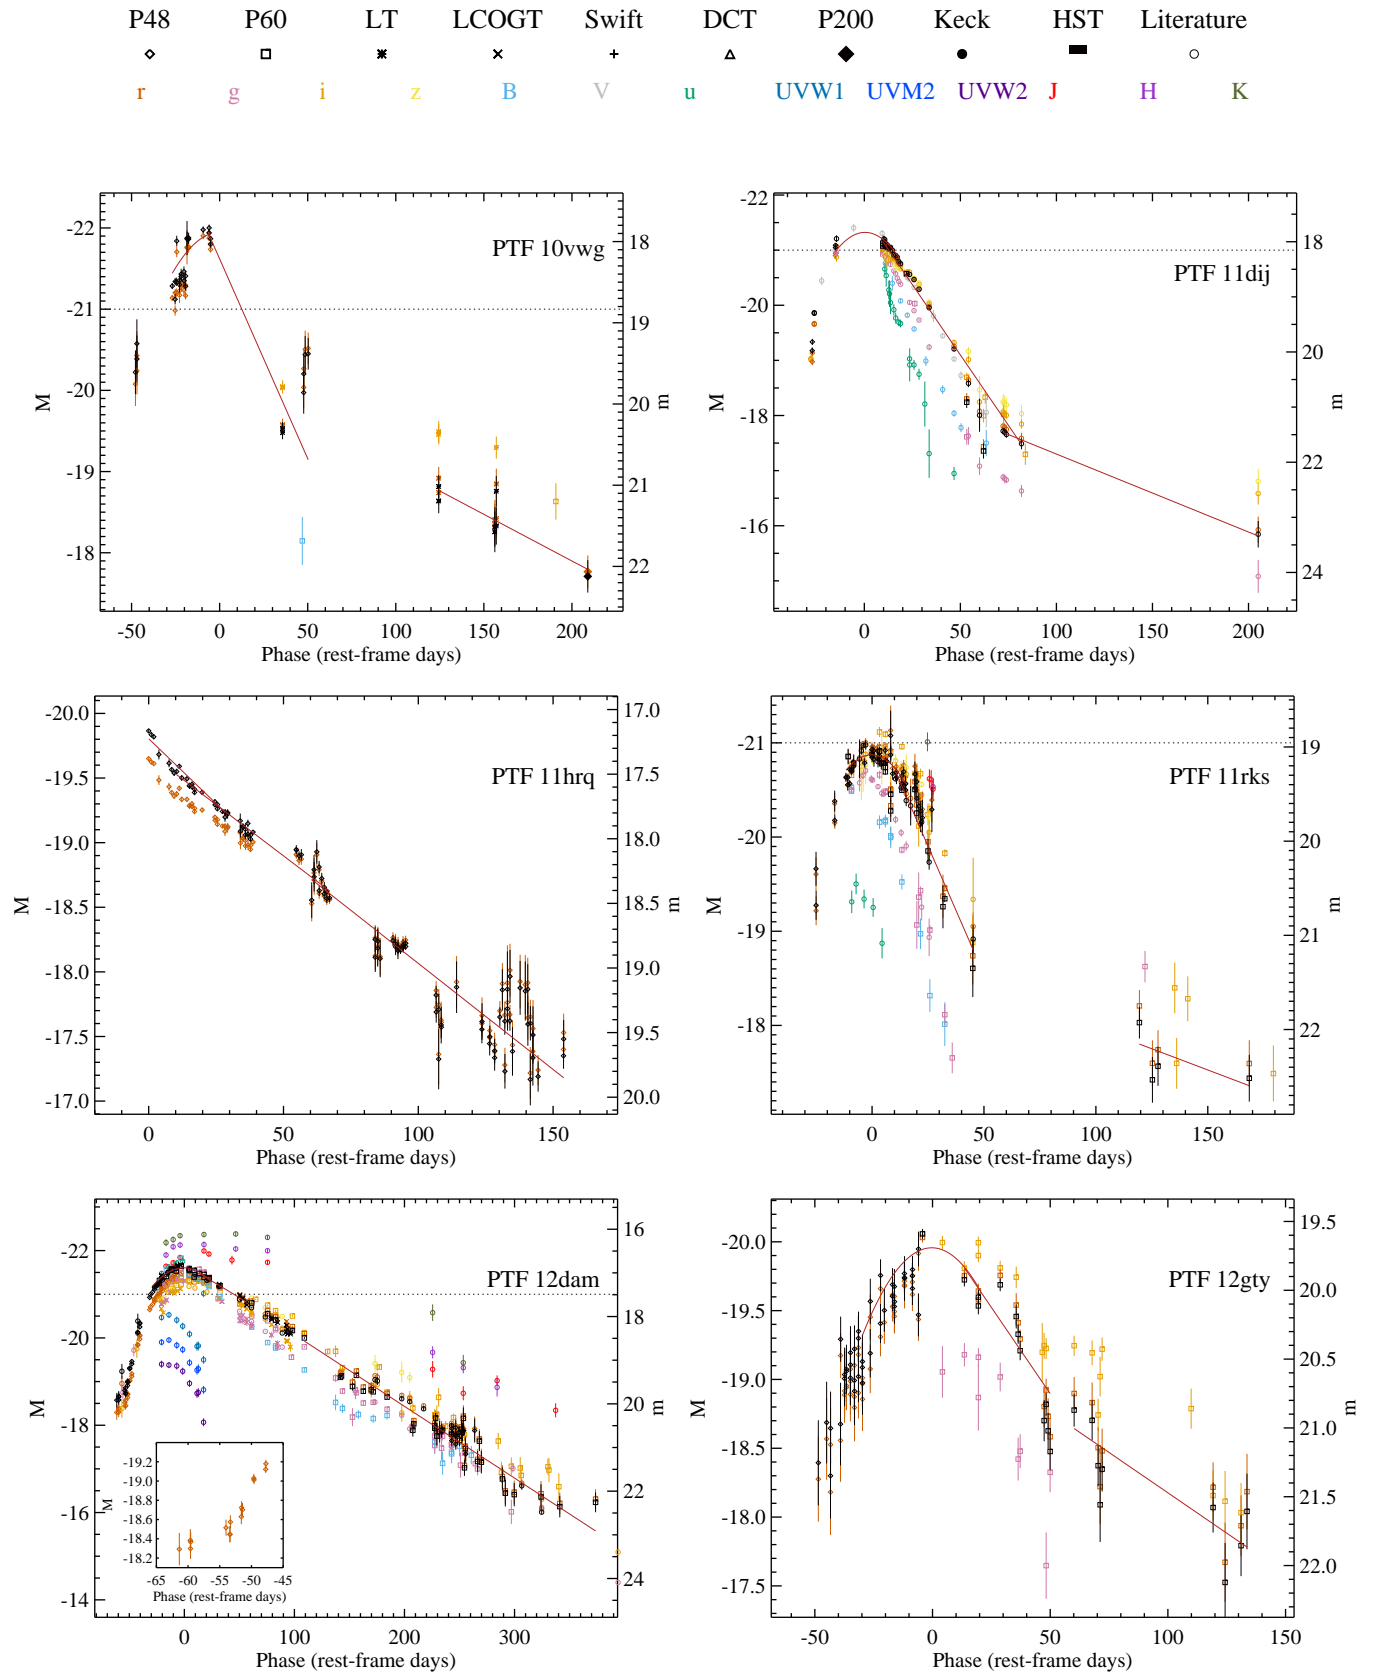 P48 P60 LT LCOGT Swift DCT P200 Keck HST Literature
r g i z B V u UVW1 UVM2 UVW2 J H K
-22
-21
-20
-19
-18
M
PTF 10vwg
18
19
20
21
22
m
-50 0 50 100 150 200
Phase (rest-frame days)
-22
-20
-18
-16
M
PTF 11dij
18
20
22
24
m
0 50 100 150 200
Phase (rest-frame days)
-20.0
-19.5
-19.0
-18.5
-18.0
-17.5
-17.0
M
PTF 11hrq
17.0
17.5
18.0
18.5
19.0
19.5
20.0
m
0 50 100 150
Phase (rest-frame days)
-21
-20
-19
-18
M
PTF 11rks
19
20
21
22
m
0 50 100 150
Phase (rest-frame days)
-22
-20
-18
-16
-14
M
PTF 12dam
16
18
20
22
24
m
-19.2
-19.0
-18.8
-18.6
-18.4
-18.2
M
-65 -60 -55 -50 -45
Phase (rest-frame days)
0 100 200 300
Phase (rest-frame days)
-20.0
-19.5
-19.0
-18.5
-18.0
-17.5
M
PTF 12gty
19.5
20.0
20.5
21.0
21.5
22.0
m
-50 0 50 100 150
Phase (rest-frame days)